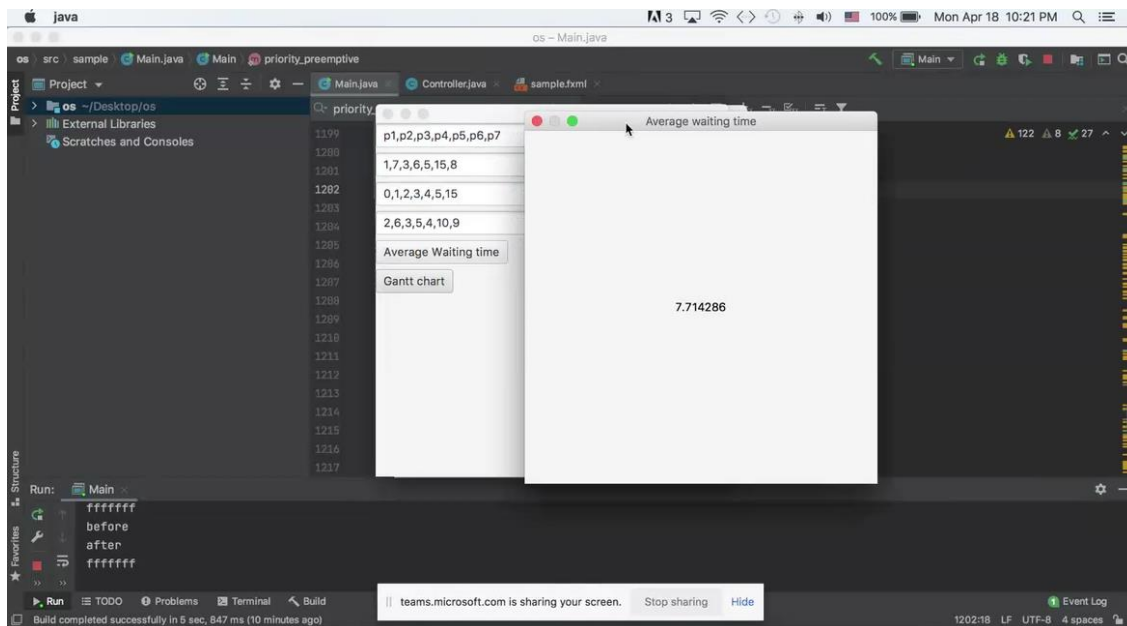 java
3
100%
Mon Apr 18 10:21 PM
os – Main.java
os
src
sample
Main.java
Main
priority_preemptive
Main
Project
Project
Main.java
Controller.java
sample.fxml
os ~/Desktop/os
External Libraries
Scratches and Consoles
priority_
Average waiting time
122
8
27
1199
1200
1201
1202
1203
1204
1205
1206
1207
1208
1209
1210
1211
1212
1213
1214
1215
1216
1217
p1,p2,p3,p4,p5,p6,p7
1,7,3,6,5,15,8
0,1,2,3,4,5,15
2,6,3,5,4,10,9
Average Waiting time
Gantt chart
7.714286
Structure
Favorites
Run:
Main
fffffff
before
after
fffffff
teams.microsoft.com is sharing your screen.
Stop sharing
Hide
Run
TODO
Problems
Terminal
Build
1 Event Log
Build completed successfully in 5 sec, 847 ms (10 minutes ago)
1202:18 LF UTF-8 4 spaces